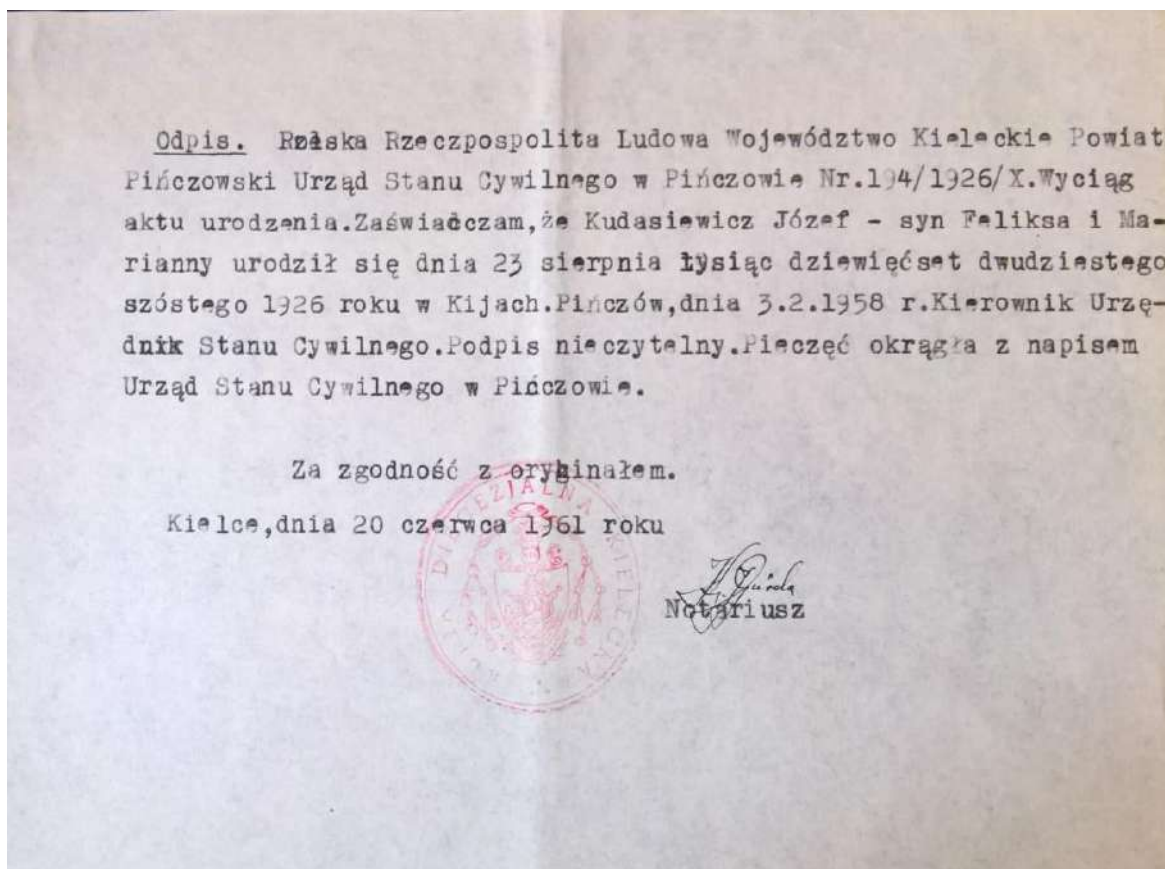 Odpis. Polska Rzeczpospolita Ludowa Województwo Kieleckie Powiat
Pińczowski Urząd Stanu Cywilnego w Pińczowie Nr.194/1926/X.Wyciąg
aktu urodzenia.Zaświadczam,że Kudasiewicz Józef - syn Feliksa i Ma-
rianny urodził się dnia 23 sierpnia tysiąc dziewięćset dwudziestego
szóstego 1926 roku w Kijach.Pińczów,dnia 3.2.1958 r.Kierownik Urzę-
dnik Stanu Cywilnego.Podpis nieczytelny.Pieczęć okrągła z napisem
Urząd Stanu Cywilnego w Pińczowie.
Za zgodność z oryginałem.
Kielce,dnia 20 czerwca 1961 roku
KURIA DIECEZJALNA KIELECKA
Notariusz